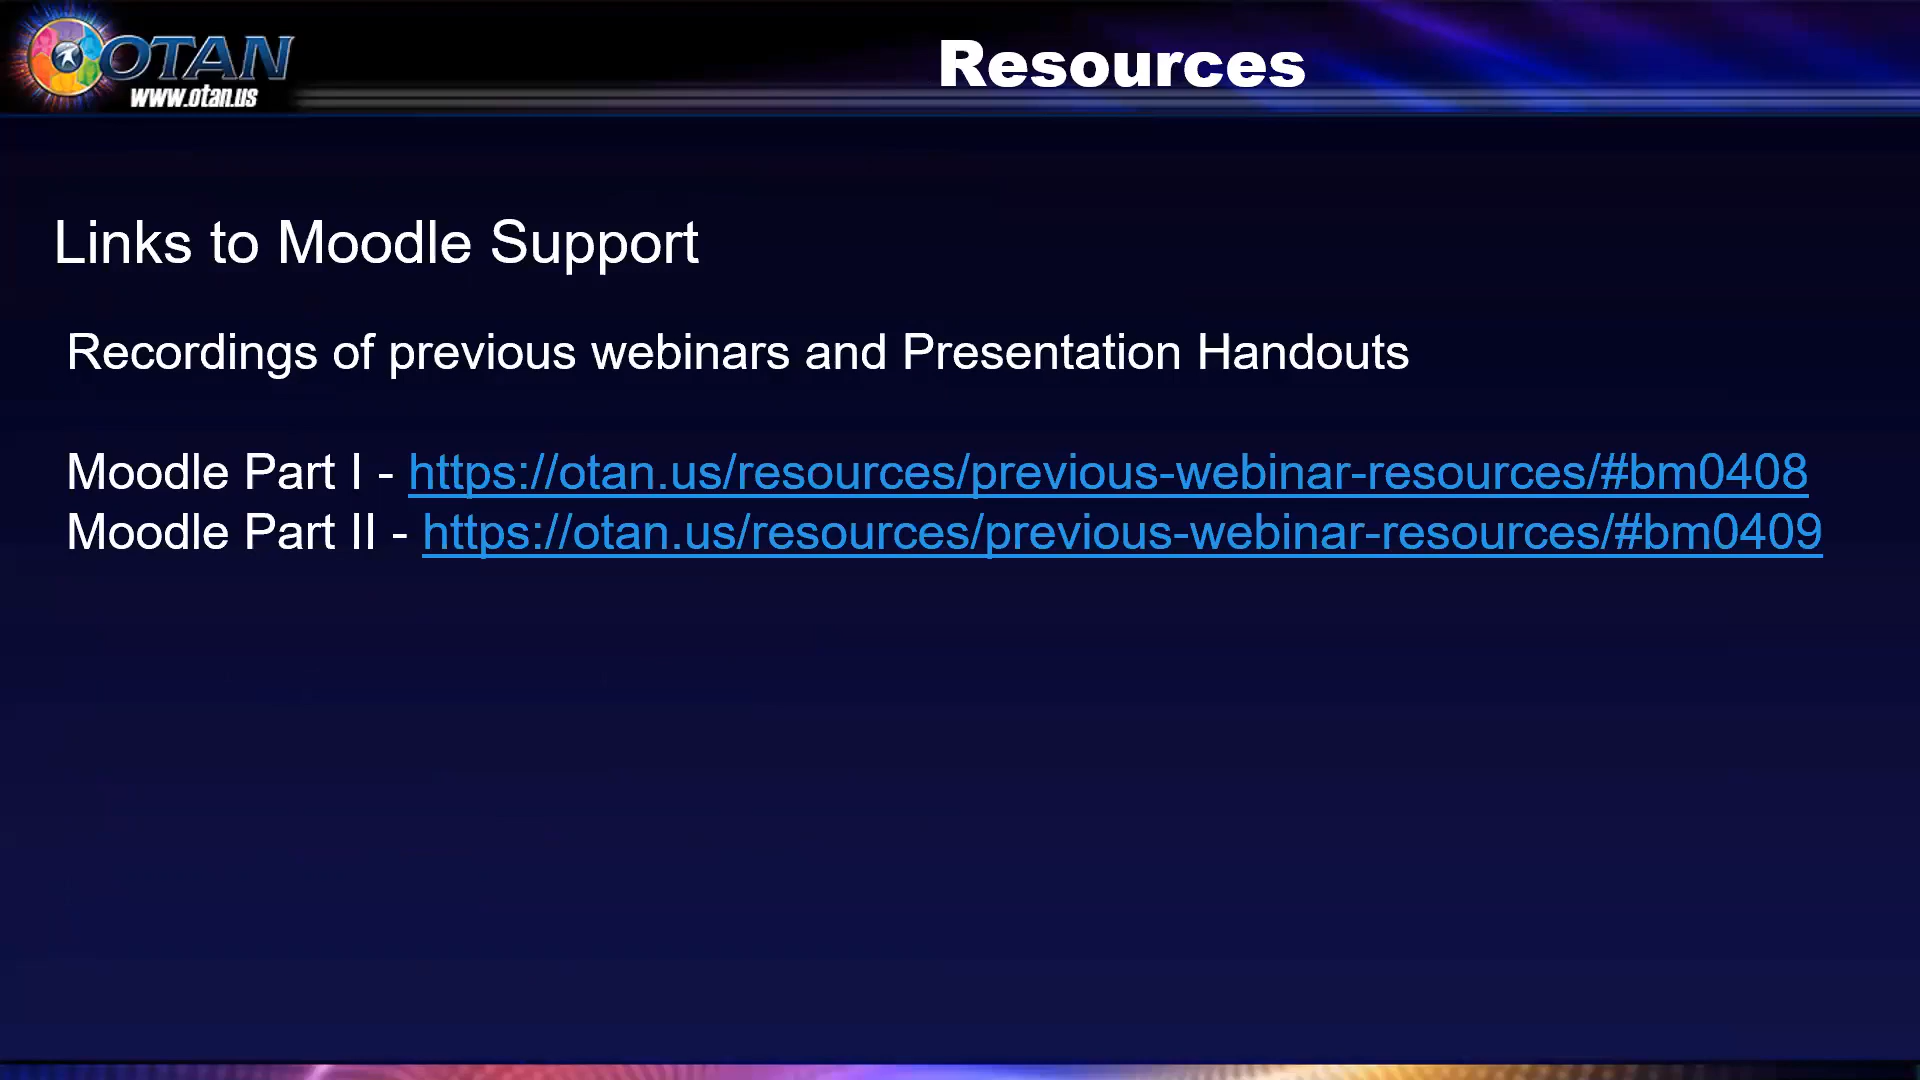 OTAN
www.otan.us
Resources
Links to Moodle Support
Recordings of previous webinars and Presentation Handouts
Moodle Part I - https://otan.us/resources/previous-webinar-resources/#bm0408
Moodle Part II - https://otan.us/resources/previous-webinar-resources/#bm0409